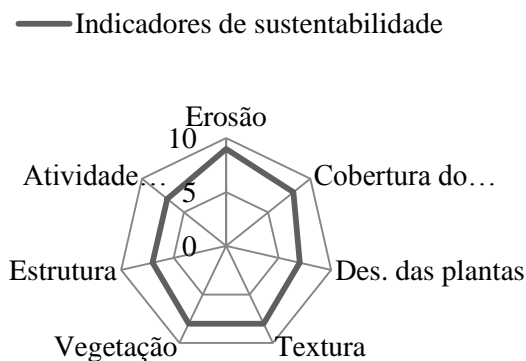 Indicadores de sustentabilidade
Erosão
10
Atividade…
Cobertura do…
5
0
Estrutura
Des. das plantas
Vegetação
Textura